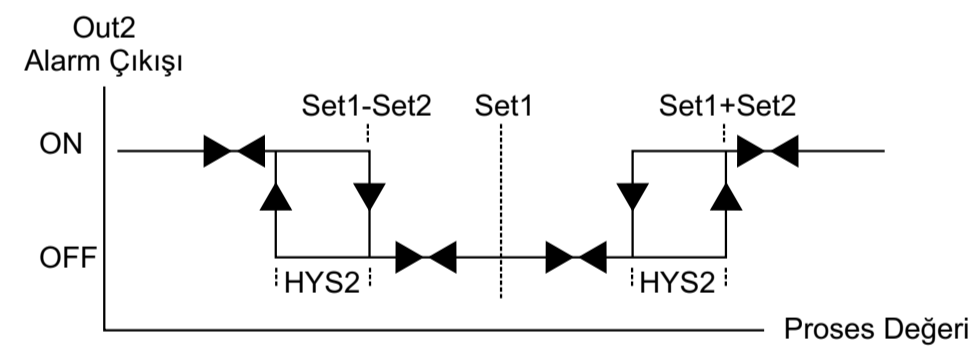 Out2
Alarm Çıkışı
Set1-Set2
Set1
Set1+Set2
ON
OFF
HYS2
HYS2
Proses Değeri